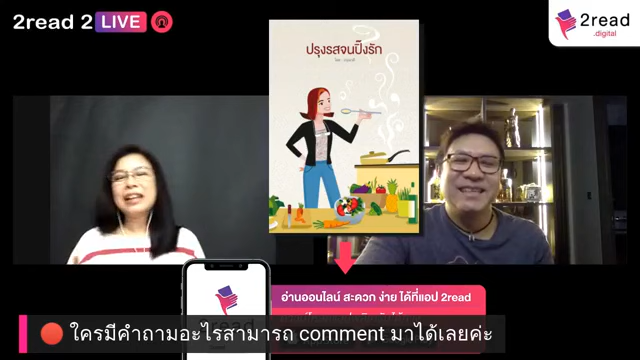 2read 2 LIVE
2read
.digital
ปรุงรสจนปิ๊งรัก
อ่านออนไลน์ สะดวก ง่าย ได้ที่แอป 2read
2read
🔴 ใครมีคำถามอะไรสามารถ comment มาได้เลยค่ะ